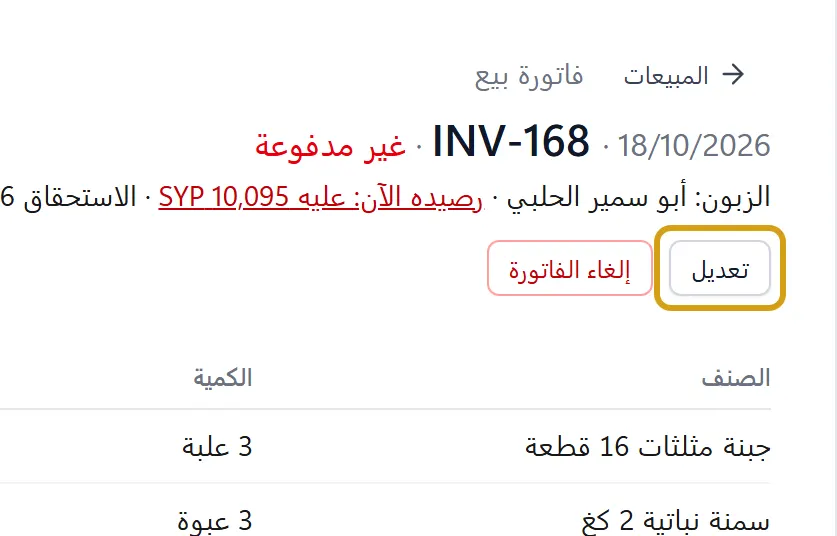 → المبيعات فاتورة بيع
18/10/2026 · INV-168 · غير مدفوعة
الزبون: أبو سمير الحلبي · رصيده الآن: عليه SYP 10,095 · الاستحقاق 6
تعديل إلغاء الفاتورة
الصنف الكمية
جبنة مثلثات 16 قطعة 3 علبة
سمنة نباتية 2 كغ 3 عبوة